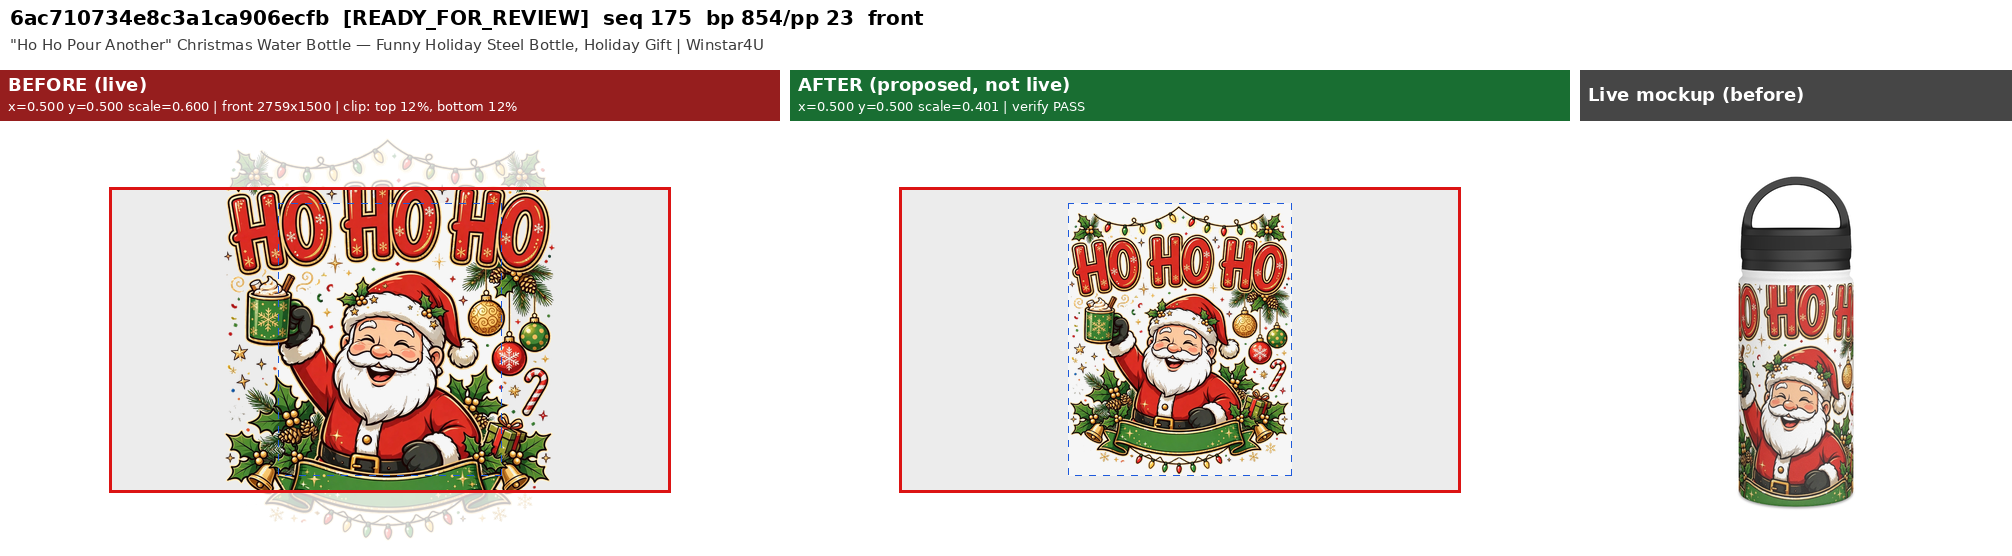 6ac710734e8c3a1ca906ecfb [READY_FOR_REVIEW] seq 175 bp 854/pp 23 front
"Ho Ho Pour Another" Christmas Water Bottle — Funny Holiday Steel Bottle, Holiday Gift | Winstar4U
BEFORE (live)
x=0.500 y=0.500 scale=0.600 | front 2759x1500 | clip: top 12%, bottom 12%
AFTER (proposed, not live)
x=0.500 y=0.500 scale=0.401 | verify PASS
Live mockup (before)
HO HO HO
HO HO HO
O HO H